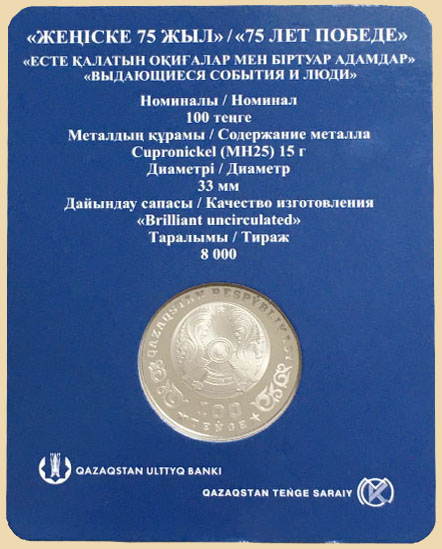 «ЖЕҢІСКЕ 75 ЖЫЛ» / «75 ЛЕТ ПОБЕДЕ»
«ЕСТЕ ҚАЛАТЫН ОҚИҒАЛАР МЕН БІРТУАР АДАМДАР»
«ВЫДАЮЩИЕСЯ СОБЫТИЯ И ЛЮДИ»
Номиналы / Номинал
100 теңге
Металдың құрамы / Содержание металла
Cupronickel (МН25) 15 г
Диаметрі / Диаметр
33 мм
Дайындау сапасы / Качество изготовления
«Brilliant uncirculated»
Таралымы / Тираж
8 000
QAZAQSTAN RESPÝBLIKASY
100
TEŃGE
QAZAQSTAN ULTTYQ BANKI
QAZAQSTAN TEŃGE SARAIY